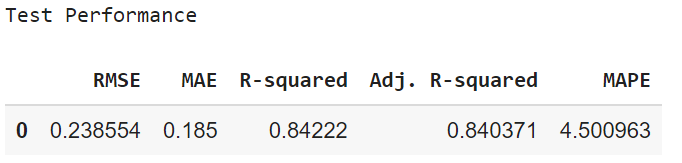 Test Performance
RMSE MAE R-squared Adj. R-squared MAPE
0 0.238554 0.185 0.84222 0.840371 4.500963